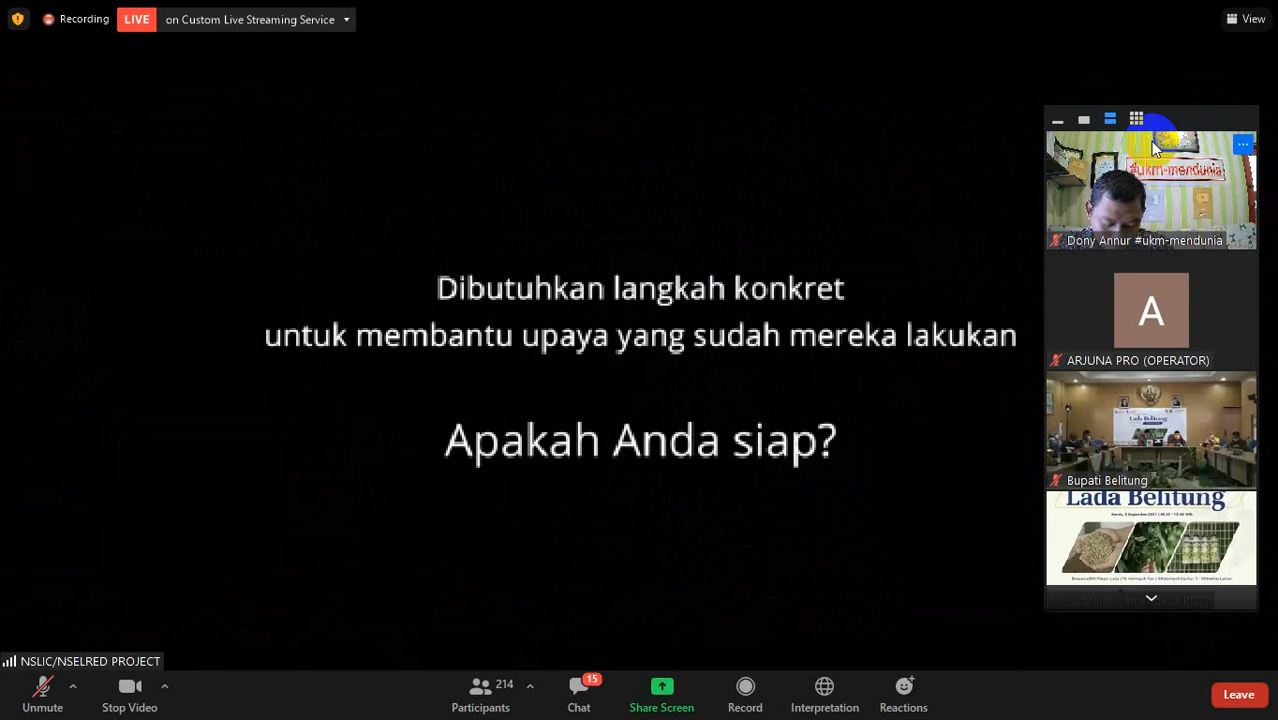 Recording
LIVE on Custom Live Streaming Service
View
#ukm-mendunia
Dony Annur #ukm-mendunia
Dibutuhkan langkah konkret
untuk membantu upaya yang sudah mereka lakukan
Apakah Anda siap?
A
ARJUNA PRO (OPERATOR)
Lada Belitung
Bupati Belitung
Lada Belitung
NSLIC/NSELRED PROJECT
Unmute
Stop Video
214
Participants
15
Chat
Share Screen
Record
Interpretation
Reactions
Leave